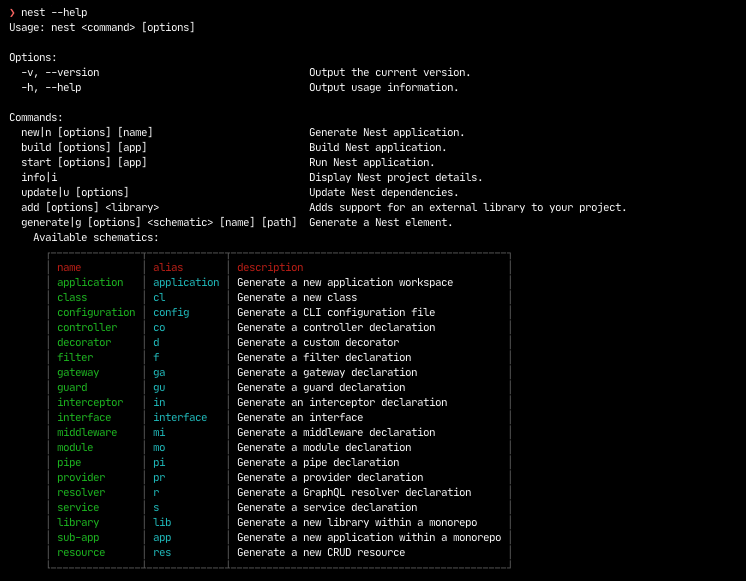 ❯ nest --help
Usage: nest <command> [options]
Options:
-v, --version Output the current version.
-h, --help Output usage information.
Commands:
new|n [options] [name] Generate Nest application.
build [options] [app] Build Nest application.
start [options] [app] Run Nest application.
info|i Display Nest project details.
update|u [options] Update Nest dependencies.
add [options] <library> Adds support for an external library to your project.
generate|g [options] <schematic> [name] [path] Generate a Nest element.
Available schematics:
name alias description
application application Generate a new application workspace
class cl Generate a new class
configuration config Generate a CLI configuration file
controller co Generate a controller declaration
decorator d Generate a custom decorator
filter f Generate a filter declaration
gateway ga Generate a gateway declaration
guard gu Generate a guard declaration
interceptor in Generate an interceptor declaration
interface interface Generate an interface
middleware mi Generate a middleware declaration
module mo Generate a module declaration
pipe pi Generate a pipe declaration
provider pr Generate a provider declaration
resolver r Generate a GraphQL resolver declaration
service s Generate a service declaration
library lib Generate a new library within a monorepo
sub-app app Generate a new application within a monorepo
resource res Generate a new CRUD resource